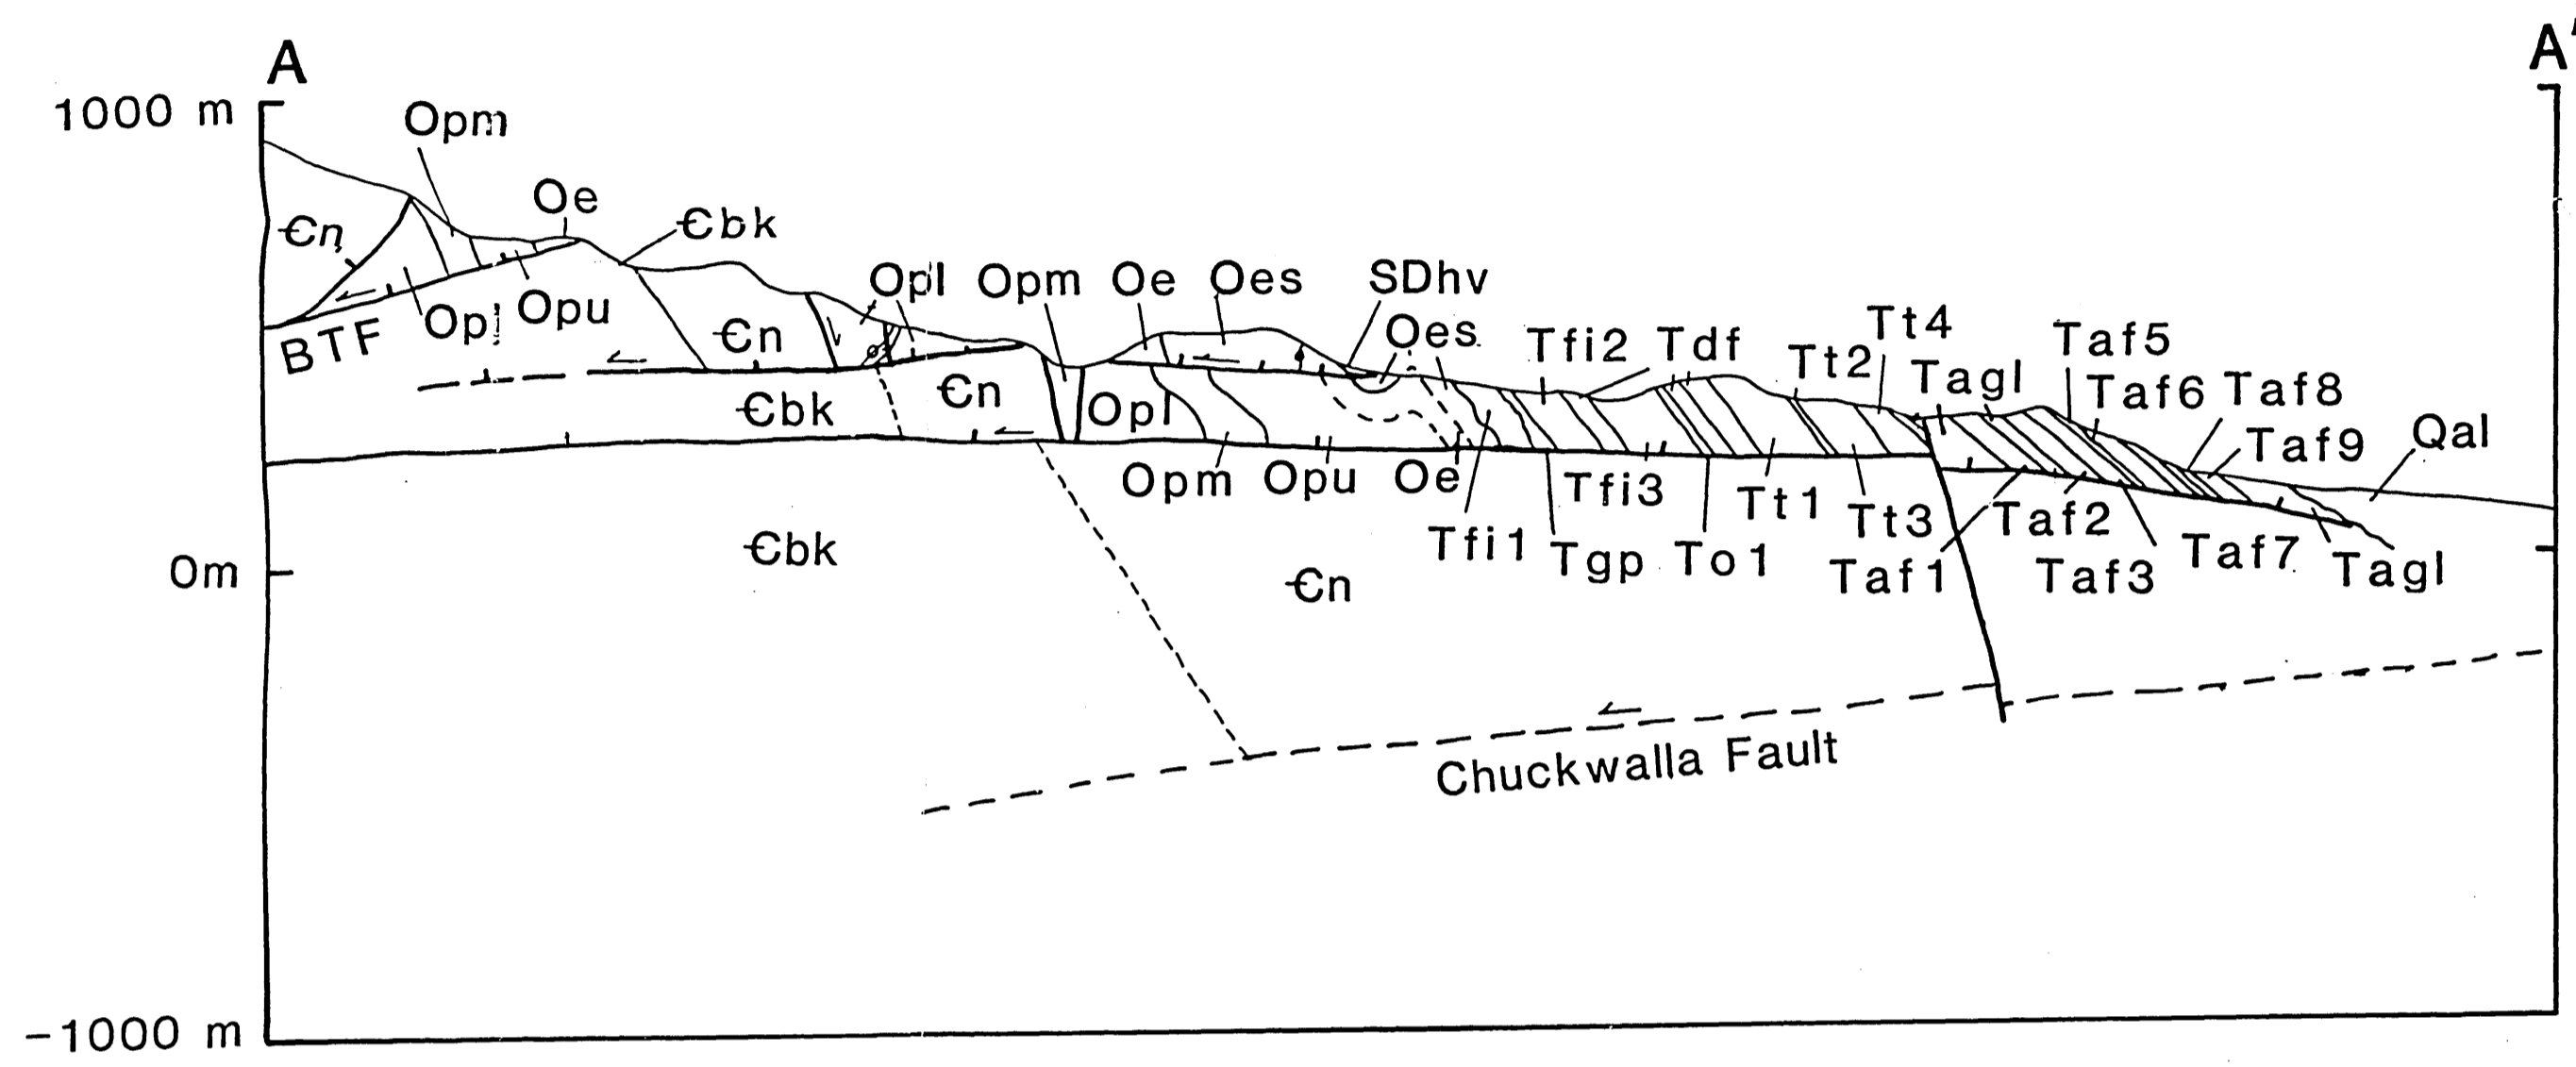 A A'
1000 m
Opm
Oe
Єbk
Єn
Opl Opm Oe Oes SDhv
Oes
Tfi2 Tdf Tt2 Tt4
Tagl
Taf5
Taf6 Taf8
Taf9 Qal
BTF Opl Opu
Єn
Єbk
Єn
Opl
Opm Opu Oe
Tfi1
Tfi3
Tgp To1
Tt1 Tt3
Taf1
Taf2
Taf3
Taf7 Tagl
0m
Єbk
Єn
Chuckwalla Fault
-1000 m